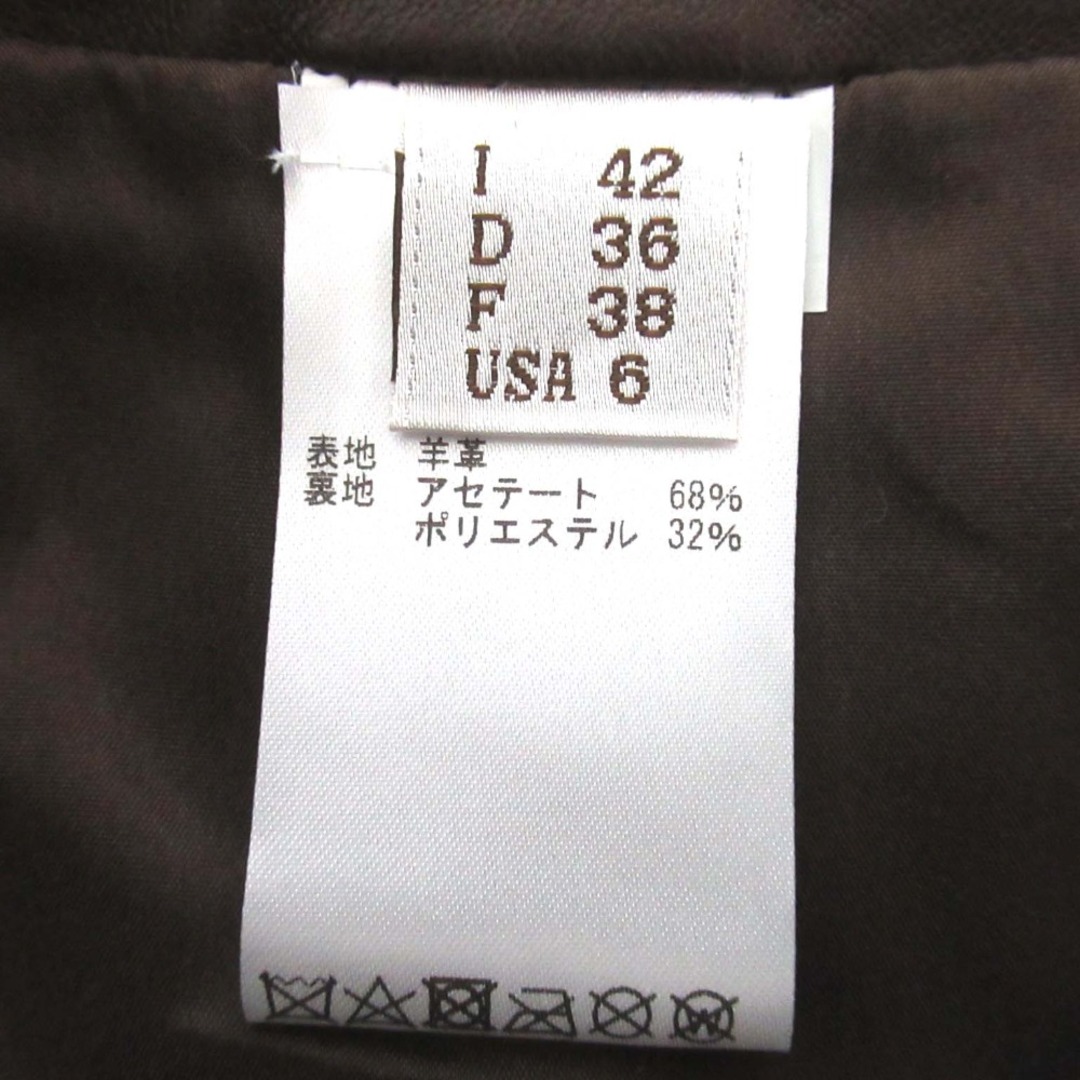 I 42
D 36
F 38
USA 6
表地 羊革
裏地 アセテート 68%
ポリエステル 32%
W